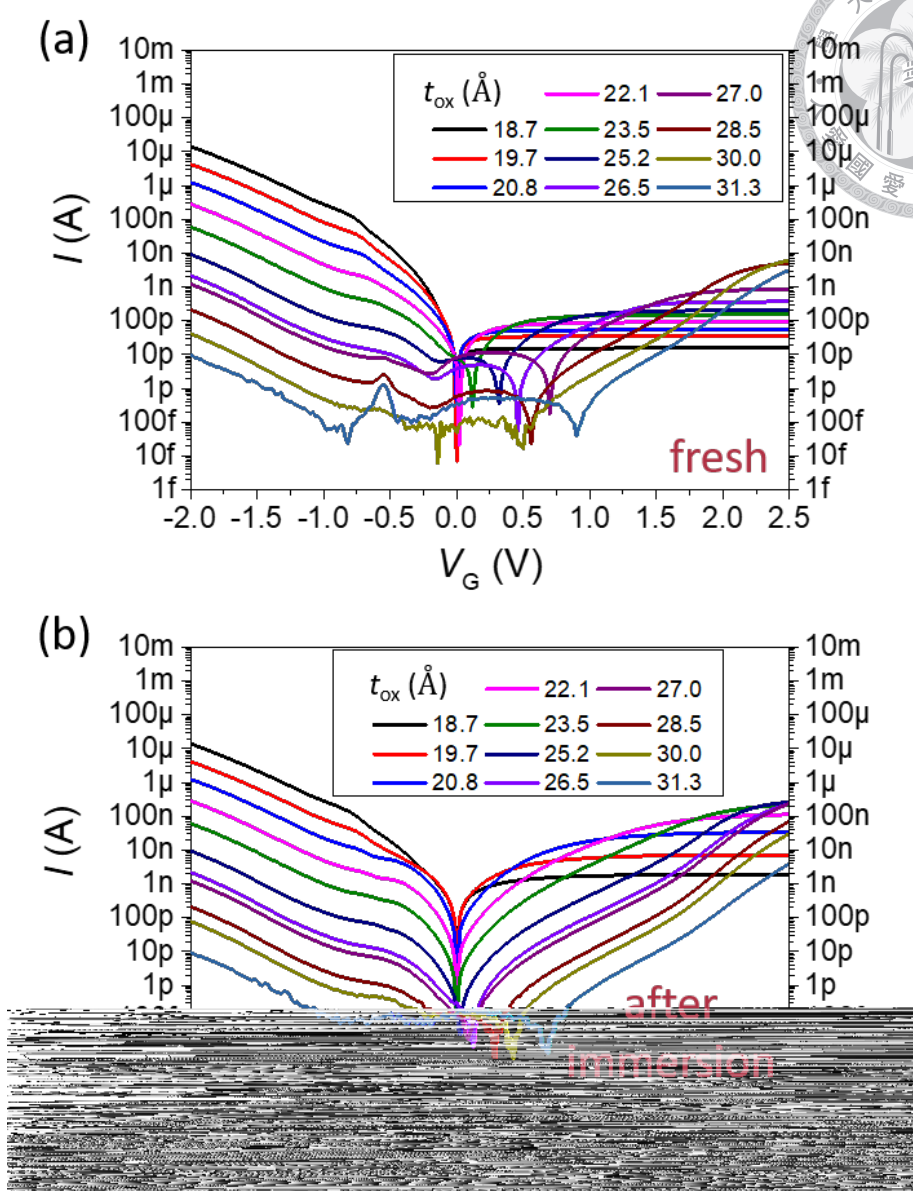 (a)
10m
1m
100µ
10µ
1µ
100n
10n
1n
100p
10p
1p
100f
10f
1f
I (A)
tox (Å)
22.1
27.0
18.7
23.5
28.5
19.7
25.2
30.0
20.8
26.5
31.3
10m
1m
100µ
10µ
1µ
100n
10n
1n
100p
10p
1p
100f
10f
1f
國
愛
fresh
-2.0 -1.5 -1.0 -0.5 0.0 0.5 1.0 1.5 2.0 2.5
VG (V)
(b)
10m
1m
100µ
10µ
1µ
100n
10n
1n
100p
10p
1p
I (A)
tox (Å)
22.1
27.0
18.7
23.5
28.5
19.7
25.2
30.0
20.8
26.5
31.3
10m
1m
100µ
10µ
1µ
100n
10n
1n
100p
10p
1p
after
immersion